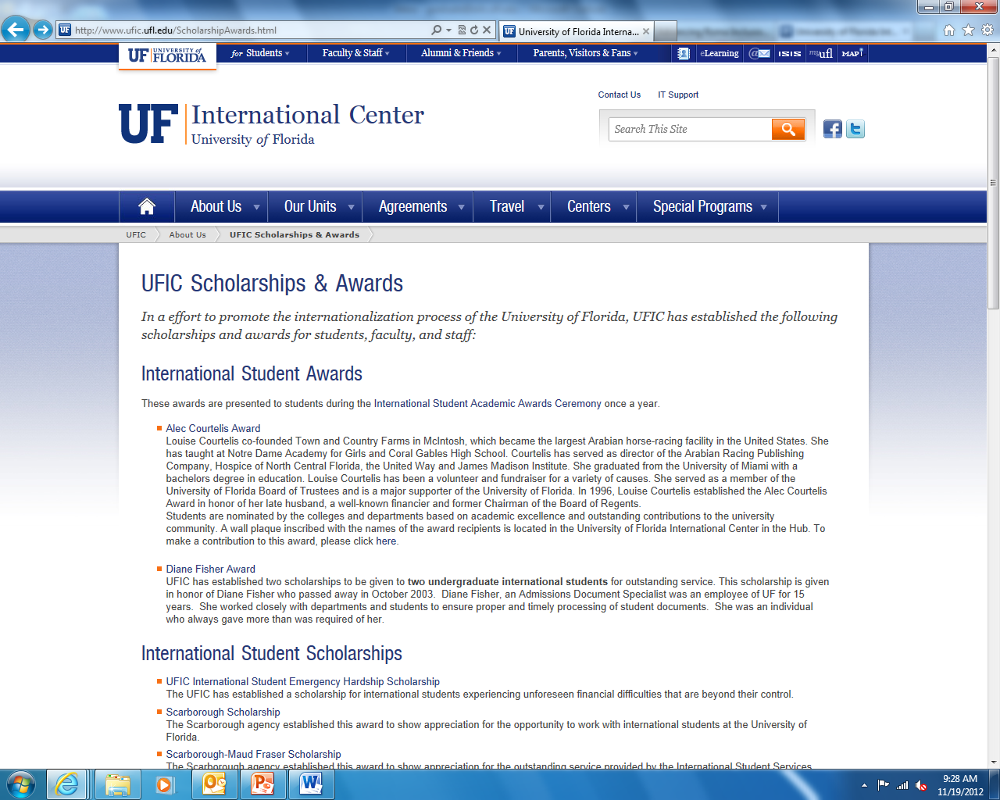 http://www.ufic.ufl.edu/ScholarshipAwards.html
UF University of Florida Interna...
UF UNIVERSITY of FLORIDA
for Students
Faculty & Staff
Alumni & Friends
Parents, Visitors & Fans
eLearning
ISIS
myufl
MAP
Contact Us
IT Support
UF International Center
University of Florida
Search This Site
About Us
Our Units
Agreements
Travel
Centers
Special Programs
UFIC
About Us
UFIC Scholarships & Awards
UFIC Scholarships & Awards
In a effort to promote the internationalization process of the University of Florida, UFIC has established the following
scholarships and awards for students, faculty, and staff:
International Student Awards
These awards are presented to students during the International Student Academic Awards Ceremony once a year.
Alec Courtelis Award
Louise Courtelis co-founded Town and Country Farms in McIntosh, which became the largest Arabian horse-racing facility in the United States. She
has taught at Notre Dame Academy for Girls and Coral Gables High School. Courtelis has served as director of the Arabian Racing Publishing
Company, Hospice of North Central Florida, the United Way and James Madison Institute. She graduated from the University of Miami with a
bachelors degree in education. Louise Courtelis has been a volunteer and fundraiser for a variety of causes. She served as a member of the
University of Florida Board of Trustees and is a major supporter of the University of Florida. In 1996, Louise Courtelis established the Alec Courtelis
Award in honor of her late husband, a well-known financier and former Chairman of the Board of Regents.
Students are nominated by the colleges and departments based on academic excellence and outstanding contributions to the university
community. A wall plaque inscribed with the names of the award recipients is located in the University of Florida International Center in the Hub. To
make a contribution to this award, please click here.
Diane Fisher Award
UFIC has established two scholarships to be given to two undergraduate international students for outstanding service. This scholarship is given
in honor of Diane Fisher who passed away in October 2003. Diane Fisher, an Admissions Document Specialist was an employee of UF for 15
years. She worked closely with departments and students to ensure proper and timely processing of student documents. She was an individual
who always gave more than was required of her.
International Student Scholarships
UFIC International Student Emergency Hardship Scholarship
The UFIC has established a scholarship for international students experiencing unforeseen financial difficulties that are beyond their control.
Scarborough Scholarship
The Scarborough agency established this award to show appreciation for the opportunity to work with international students at the University of
Florida.
Scarborough-Maud Fraser Scholarship
The Scarborough agency established this award to show appreciation for the outstanding service provided by the International Student Services
9:28 AM
11/19/2012